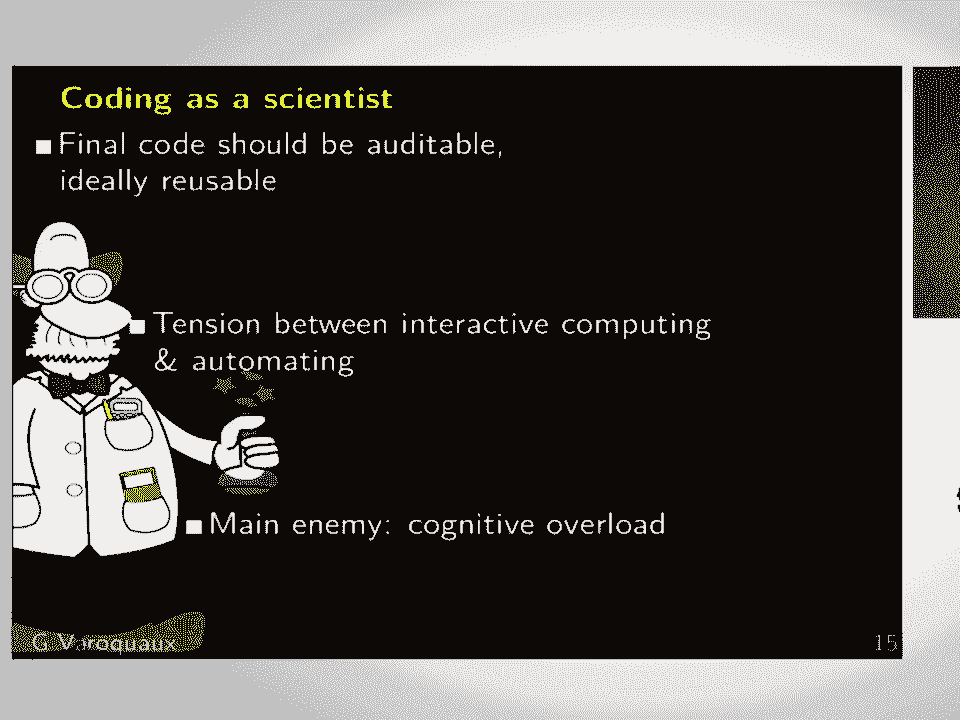 Coding as a scientist
Final code should be auditable,
ideally reusable
Tension between interactive computing
& automating
Main enemy: cognitive overload
G Varoquaux
15